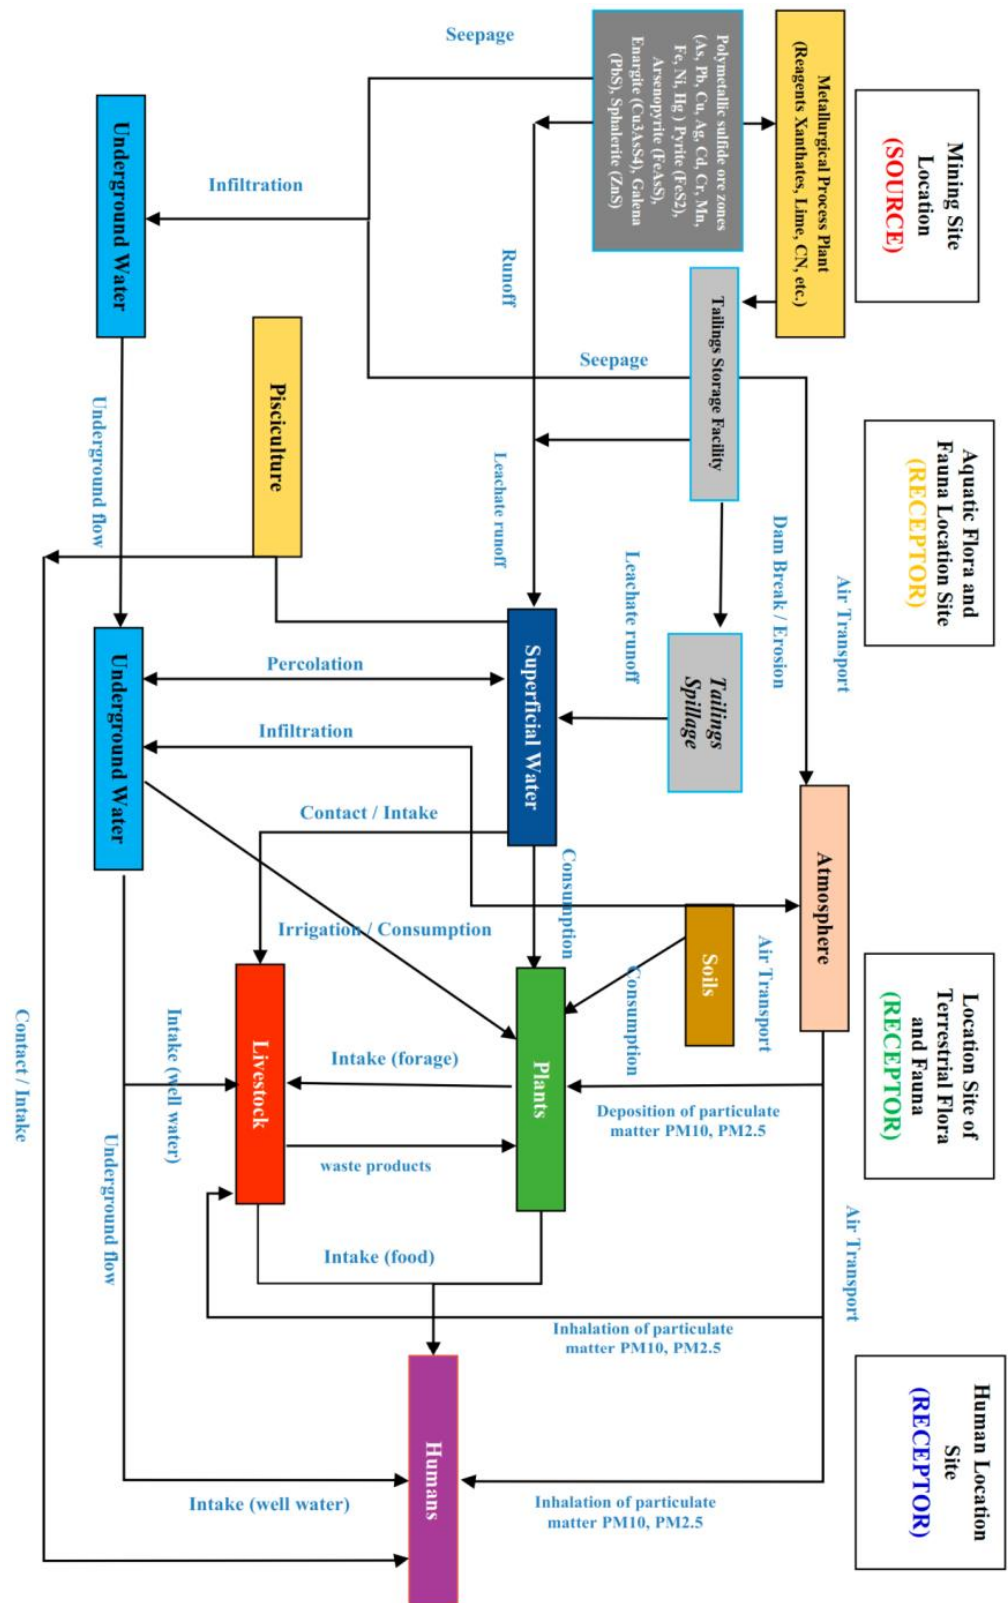 Mining Site
Location
(SOURCE)
Aquatic Flora and
Fauna Location Site
(RECEPTOR)
Location Site of
Terrestrial Flora
and Fauna
(RECEPTOR)
Human Location
Site
(RECEPTOR)
Metallurgical Process Plant
(Reagents Xanthates, Lime, CN, etc.)
Polymetallic sulfide ore zones
(As, Pb, Cu, Ag, Cd, Cr, Mn,
Fe, Ni, Hg ) Pyrite (FeS2),
Arsenopyrite (FeAsS),
Enargite (Cu3AsS4), Galena
(PbS), Sphalerite (ZnS)
Tailings Storage Facility
Air Transport
Dam Break / Erosion
Tailings
Spillage
Leachate runoff
Atmosphere
Air Transport
Air Transport
Soils
Seepage
Runoff
Seepage
Leachate runoff
Superficial Water
Consumption
Consumption
Plants
Deposition of particulate
matter PM10, PM2.5
Infiltration
Pisciculture
Percolation
Infiltration
Contact / Intake
Irrigation / Consumption
Intake (forage)
waste products
Livestock
Intake (food)
Inhalation of particulate
matter PM10, PM2.5
Inhalation of particulate
matter PM10, PM2.5
Humans
Underground Water
Underground flow
Underground Water
Intake (well water)
Underground flow
Intake (well water)
Contact / Intake